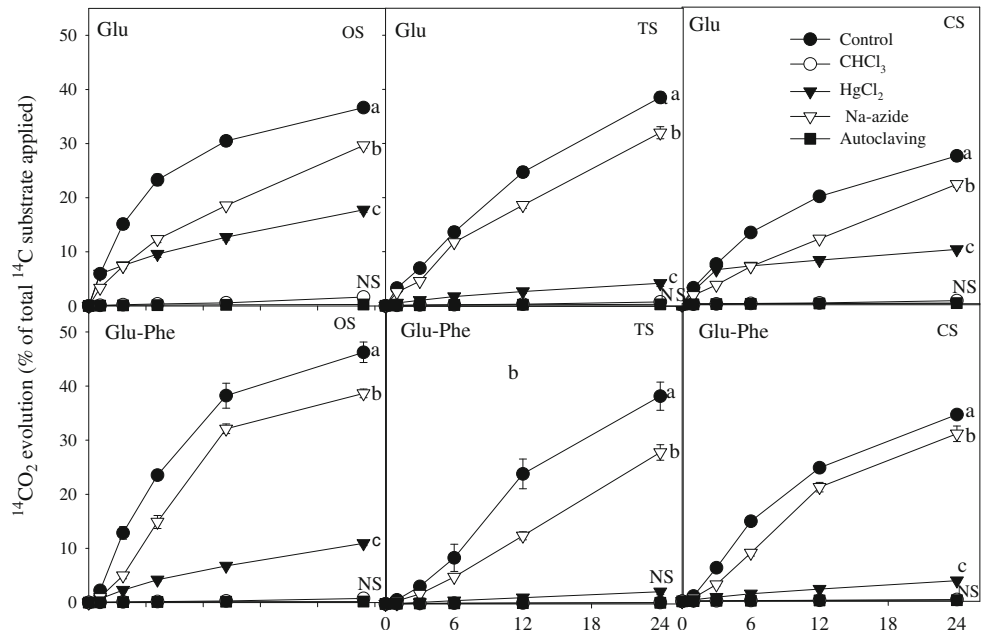 50
40
30
20
10
0
50
40
30
20
10
0
¹⁴CO₂ evolution (% of total ¹⁴C substrate applied)
Glu
OS
a
b
c
NS
Glu
TS
a
b
c
NS
Glu
CS
Control
CHCl₃
HgCl₂
Na-azide
Autoclaving
a
b
c
NS
Glu-Phe
OS
a
b
c
NS
Glu-Phe
TS
b
a
b
NS
Glu-Phe
CS
a
b
c
NS
0
6
12
18
24
0
6
12
18
24